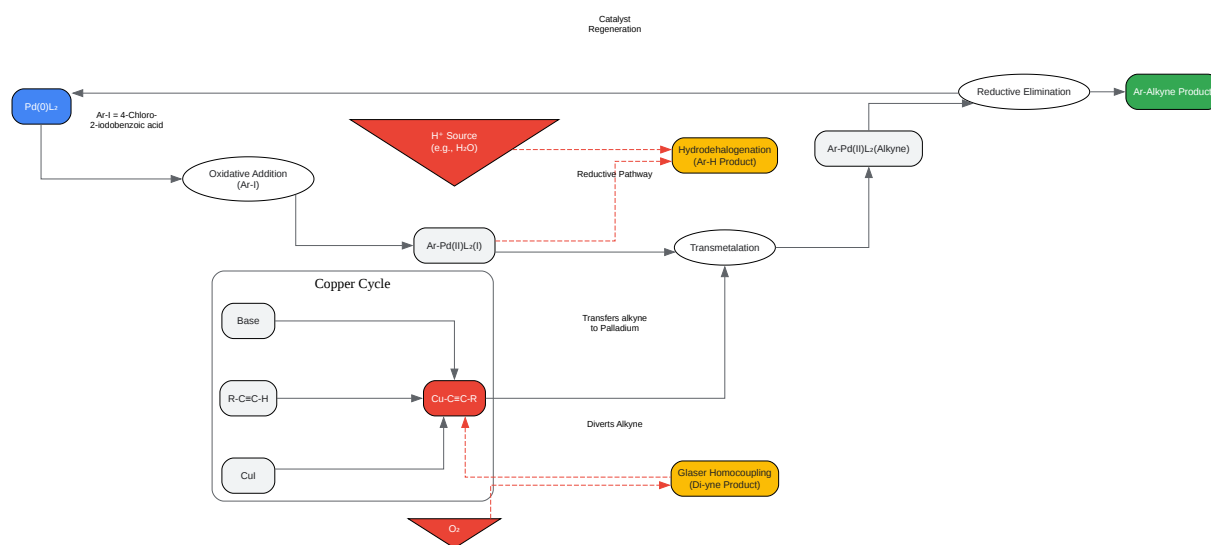 Catalyst
Regeneration
Pd(0)L₂
Ar-I = 4-Chloro-
2-iodobenzoic acid
Reductive Elimination
Ar-Alkyne Product
H⁺ Source
(e.g., H₂O)
Hydrodehalogenation
(Ar-H Product)
Ar-Pd(II)L₂(Alkyne)
Oxidative Addition
(Ar-I)
Reductive Pathway
Ar-Pd(II)L₂(I)
Transmetalation
Copper Cycle
Base
Transfers alkyne
to Palladium
R-C≡C-H
Cu-C≡C-R
Diverts Alkyne
CuI
Glaser Homocoupling
(Di-yne Product)
O₂